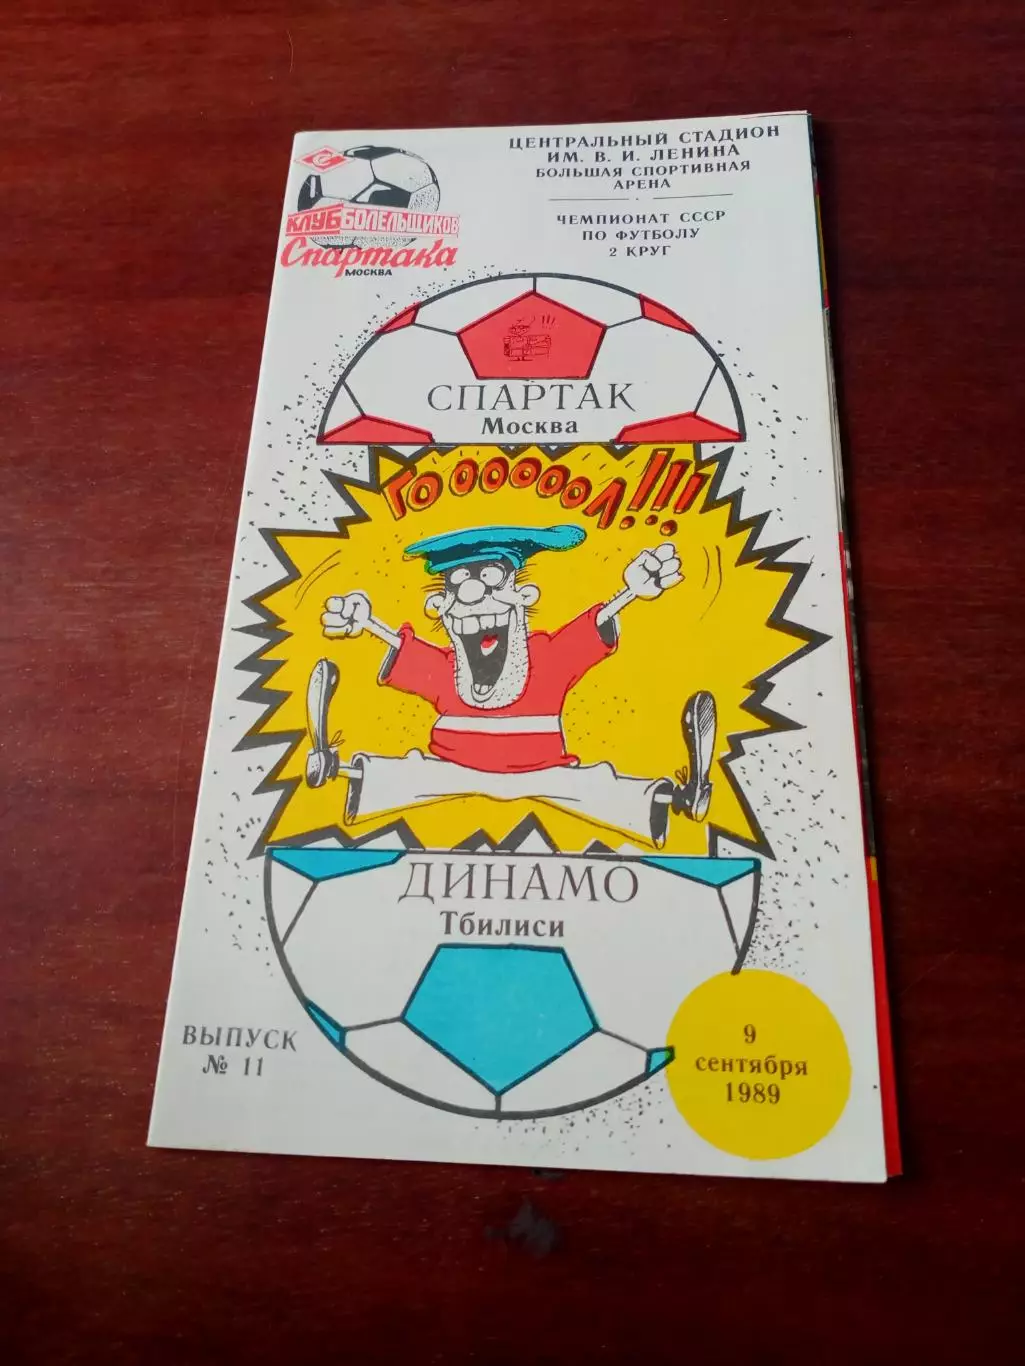 ЦЕНТРАЛЬНЫЙ СТАДИОН
ИМ. В. И. ЛЕНИНА
БОЛЬШАЯ СПОРТИВНАЯ
АРЕНА
ЧЕМПИОНАТ СССР
ПО ФУТБОЛУ
2 КРУГ
КЛУБ БОЛЕЛЬЩИКОВ
Спартака
МОСКВА
!!!
СПАРТАК
Москва
ГООООООЛ!!!
ДИНАМО
Тбилиси
ВЫПУСК
№ 11
9
сентября
1989